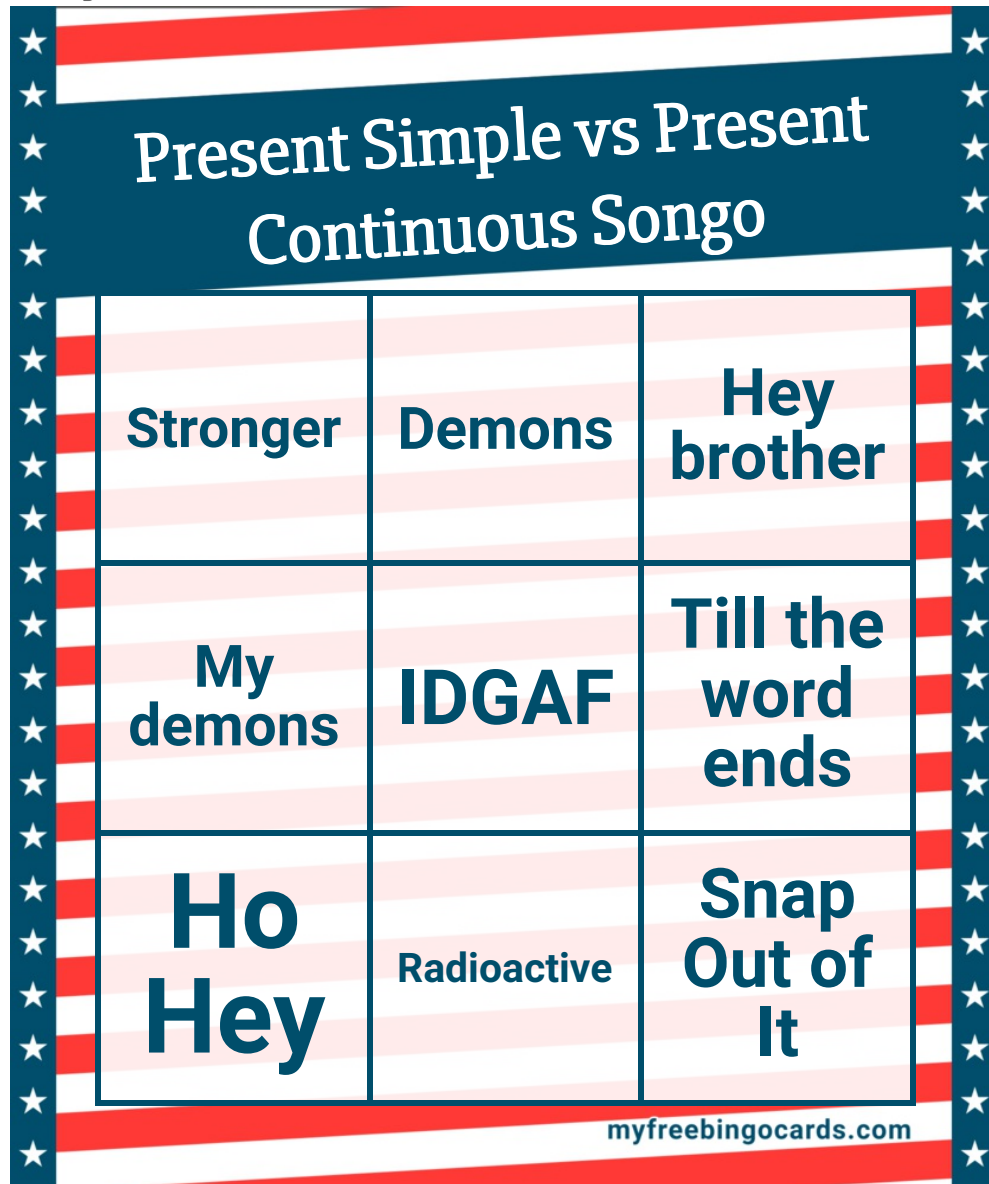 Present Simple vs Present
Continuous Songo
Stronger
Demons
Hey
brother
My
demons
IDGAF
Till the
word
ends
Ho
Hey
Radioactive
Snap
Out of
It
myfreebingocards.com